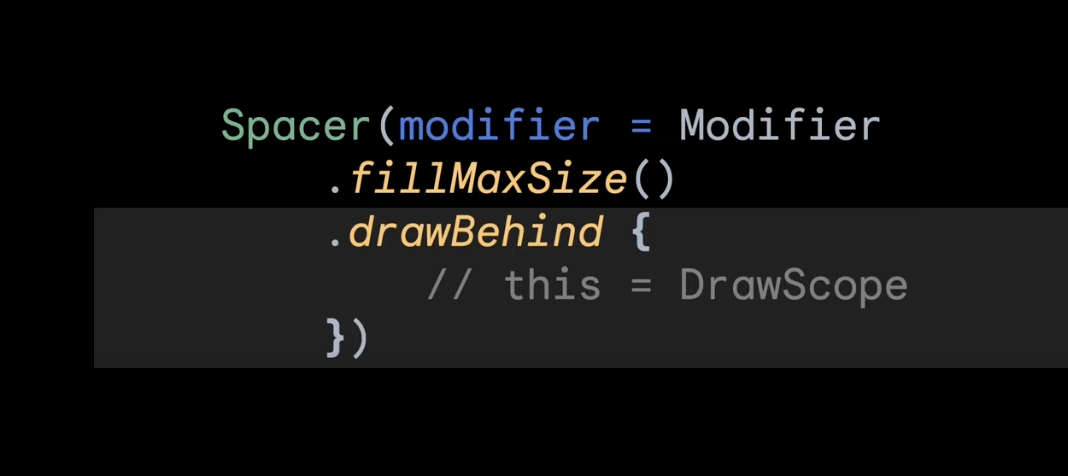 Spacer(modifier = Modifier
.fillMaxSize()
.drawBehind {
// this = DrawScope
})